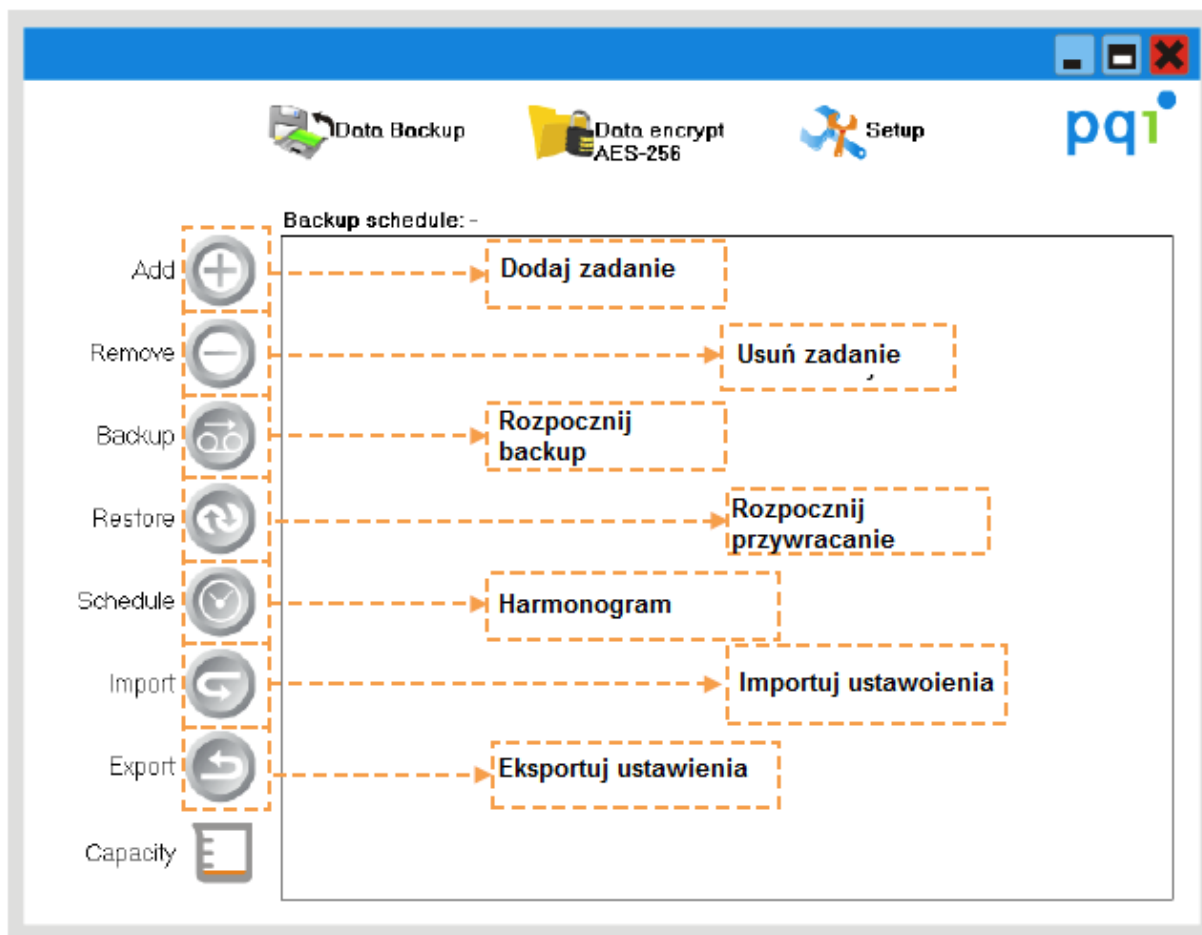 Data Backup
Data encrypt
AES-256
Setup
pqi
Backup schedule: -
Add
Dodaj zadanie
Remove
Usuń zadanie
Backup
Rozpocznij
backup
Restore
Rozpocznij
przywracanie
Schedule
Harmonogram
Import
Importuj ustawoienia
Export
Eksportuj ustawienia
Capacity